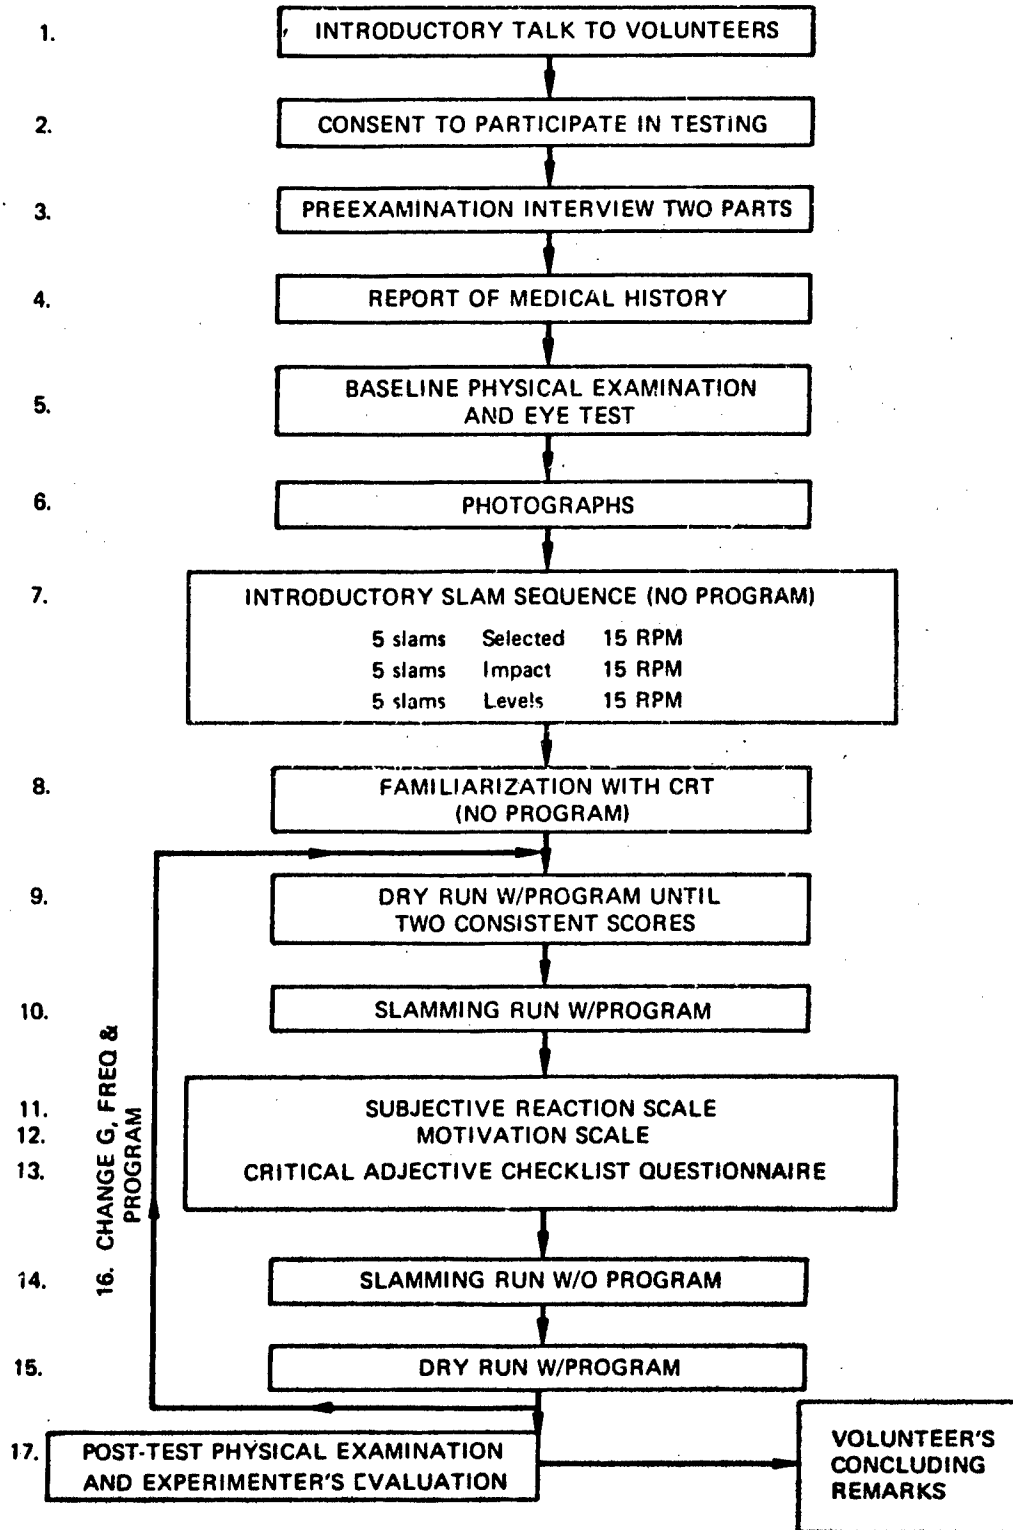 1. INTRODUCTORY TALK TO VOLUNTEERS
2. CONSENT TO PARTICIPATE IN TESTING
3. PREEXAMINATION INTERVIEW TWO PARTS
4. REPORT OF MEDICAL HISTORY
5. BASELINE PHYSICAL EXAMINATION
AND EYE TEST
6. PHOTOGRAPHS
7. INTRODUCTORY SLAM SEQUENCE (NO PROGRAM)
5 slams Selected 15 RPM
5 slams Impact 15 RPM
5 slams Levels 15 RPM
8. FAMILIARIZATION WITH CRT
(NO PROGRAM)
9. DRY RUN W/PROGRAM UNTIL
TWO CONSISTENT SCORES
10. SLAMMING RUN W/PROGRAM
11. SUBJECTIVE REACTION SCALE
12. MOTIVATION SCALE
13. CRITICAL ADJECTIVE CHECKLIST QUESTIONNAIRE
14. SLAMMING RUN W/O PROGRAM
15. DRY RUN W/PROGRAM
16. CHANGE G, FREQ &
PROGRAM
17. POST-TEST PHYSICAL EXAMINATION
AND EXPERIMENTER'S EVALUATION
VOLUNTEER'S
CONCLUDING
REMARKS